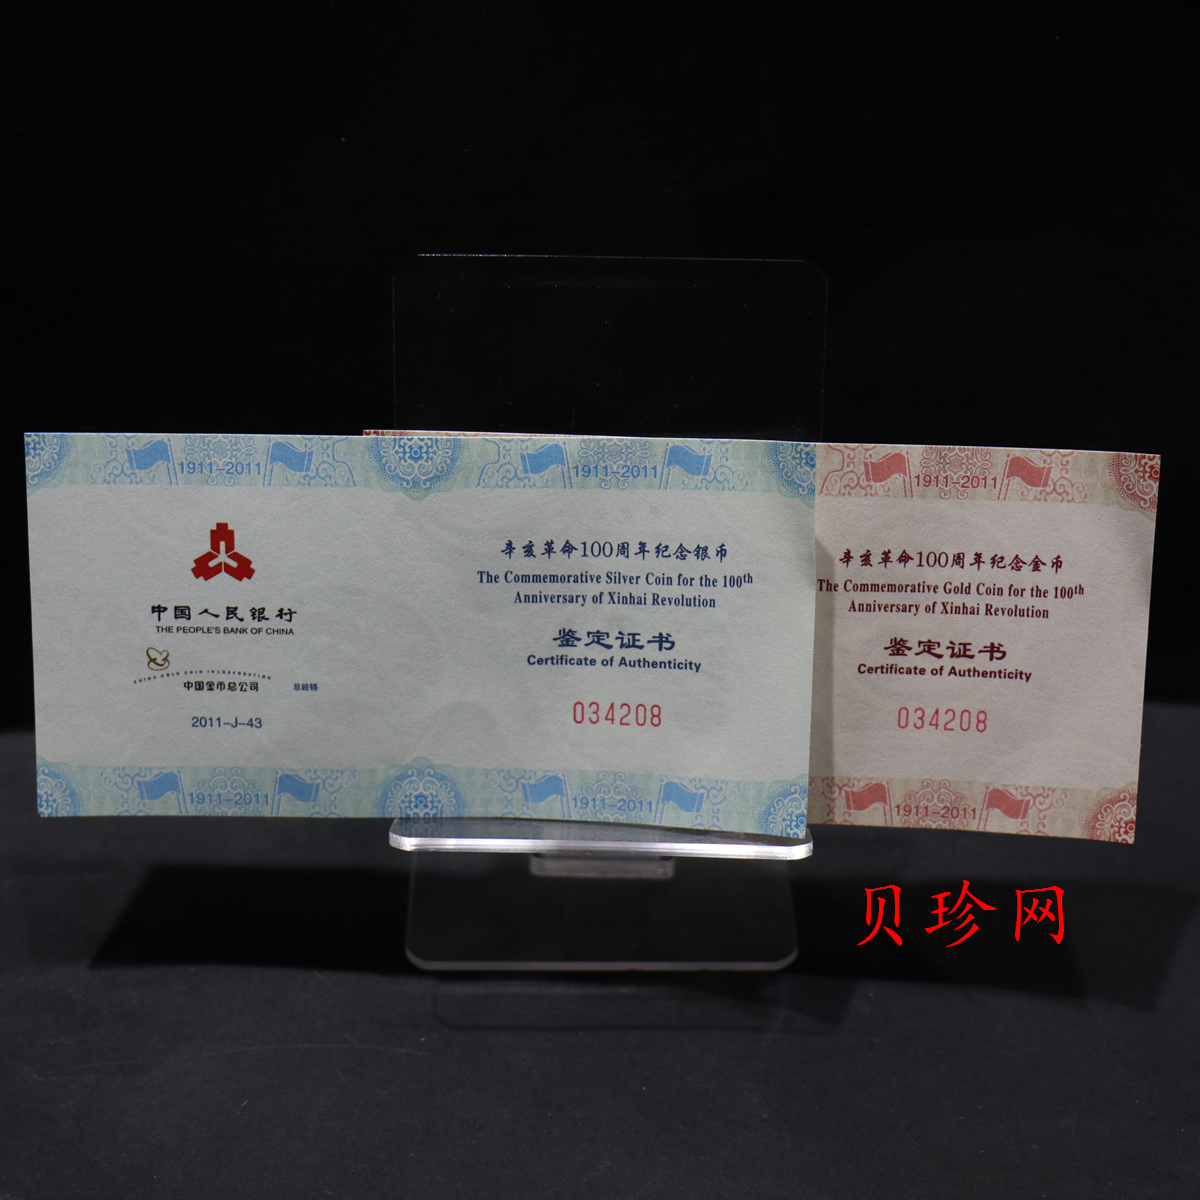 1911-2011
1911-2011
中国人民银行
THE PEOPLE'S BANK OF CHINA
CHINA GOLD COIN INCORPORATION
中国金币总公司 总经销
2011-J-43
辛亥革命100周年纪念银币
The Commemorative Silver Coin for the 100th
Anniversary of Xinhai Revolution
鉴定证书
Certificate of Authenticity
034208
1911-2011
1911-2011
1911-2011
辛亥革命100周年纪念金币
The Commemorative Gold Coin for the 100th
Anniversary of Xinhai Revolution
鉴定证书
Certificate of Authenticity
034208
1911-2011
贝珍网